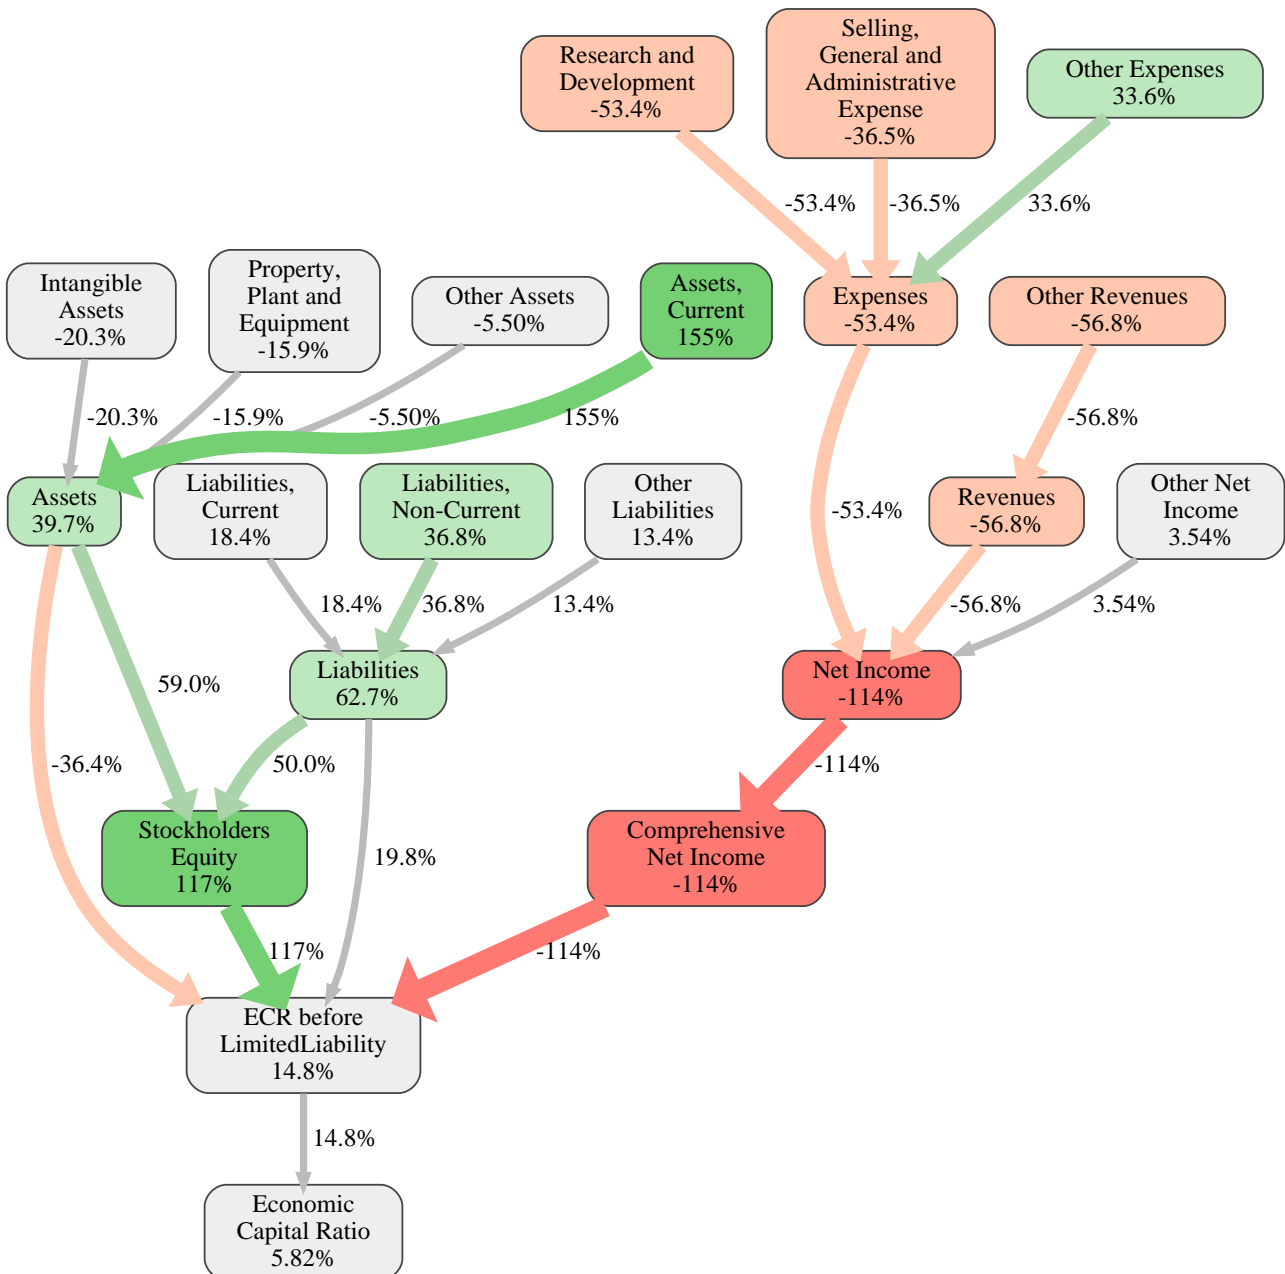 Selling,
General and
Administrative
Expense
-36.5%
Research and
Development
-53.4%
Other Expenses
33.6%
-53.4%
-36.5%
33.6%
Intangible
Assets
-20.3%
Property,
Plant and
Equipment
-15.9%
Other Assets
-5.50%
Assets,
Current
155%
Expenses
-53.4%
Other Revenues
-56.8%
-20.3%
-15.9%
-5.50%
155%
-56.8%
Assets
39.7%
Liabilities,
Current
18.4%
Liabilities,
Non-Current
36.8%
Other
Liabilities
13.4%
-53.4%
Revenues
-56.8%
Other Net
Income
3.54%
18.4%
36.8%
13.4%
-56.8%
3.54%
59.0%
Liabilities
62.7%
Net Income
-114%
-36.4%
50.0%
-114%
Stockholders
Equity
117%
19.8%
Comprehensive
Net Income
-114%
117%
-114%
ECR before
LimitedLiability
14.8%
14.8%
Economic
Capital Ratio
5.82%